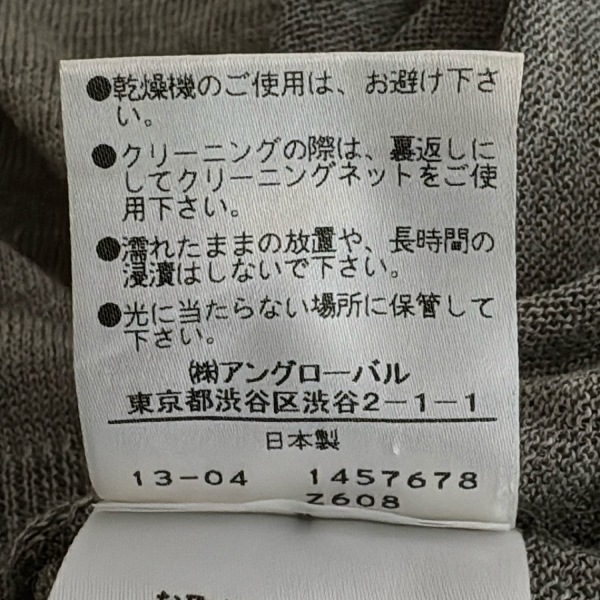 ●乾燥機のご使用は、お避け下さ
い。
●クリーニングの際は、裏返しに
してクリーニングネットをご使
用下さい。
●濡れたままの放置や、長時間の
浸漬はしないで下さい。
●光に当たらない場所に保管して
下さい。
㈱アングローバル
東京都渋谷区渋谷2-1-1
日本製
13-04 1457678
Z608